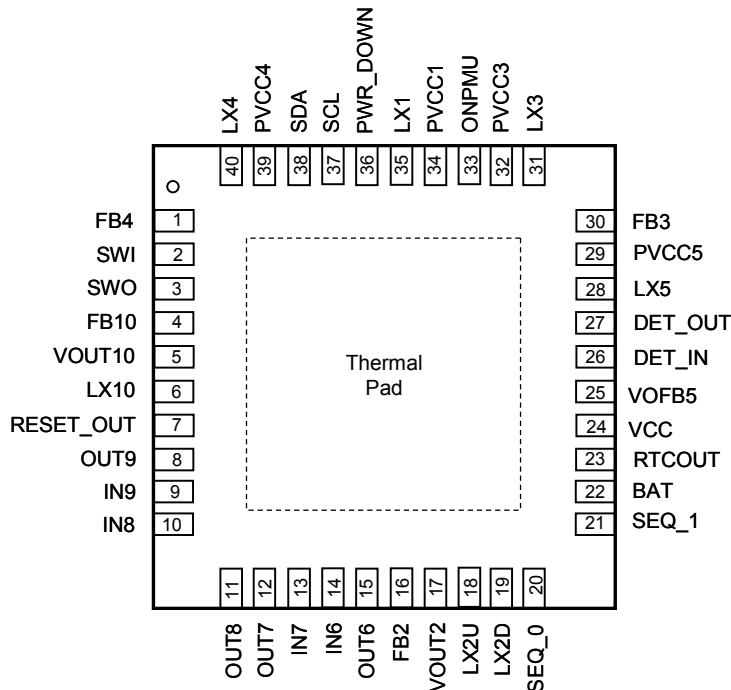 LX4
PVCC4
SDA
SCL
PWR_DOWN
LX1
PVCC1
ONPMU
PVCC3
LX3
40
39
38
37
36
35
34
33
32
31
FB4 1
SWI 2
SWO 3
FB10 4
VOUT10 5
LX10 6
RESET_OUT 7
OUT9 8
IN9 9
IN8 10
Thermal
Pad
30 FB3
29 PVCC5
28 LX5
27 DET_OUT
26 DET_IN
25 VOFB5
24 VCC
23 RTCOUT
22 BAT
21 SEQ_1
11
12
13
14
15
16
17
18
19
20
OUT8
OUT7
IN7
IN6
OUT6
FB2
VOUT2
LX2U
LX2D
SEQ_0